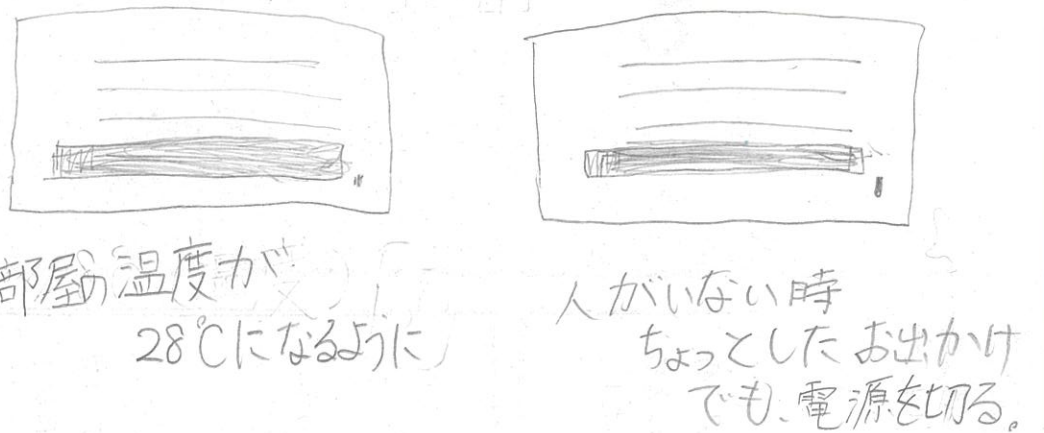 部屋の温度が
28℃になるように
人がいない時
ちょっとした お出かけ
でも、電源を切る。